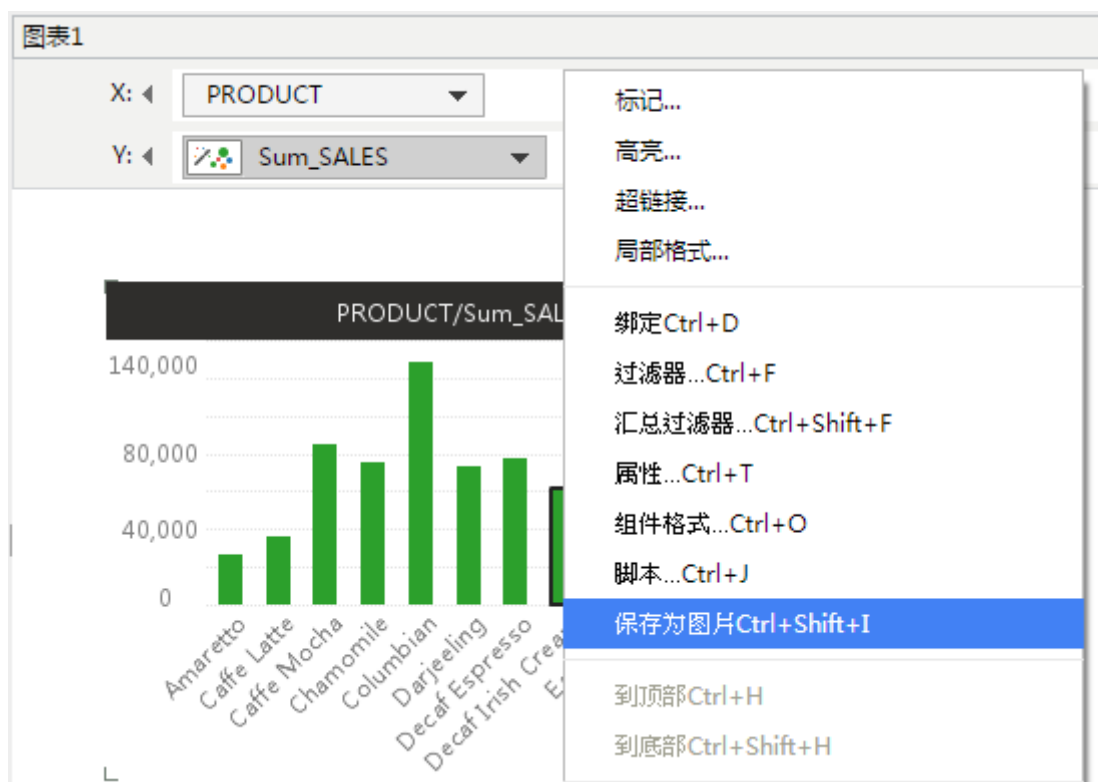 图表1
X: PRODUCT
Y: Sum_SALES
标记...
高亮...
超链接...
局部格式...
绑定Ctrl+D
过滤器...Ctrl+F
汇总过滤器...Ctrl+Shift+F
属性...Ctrl+T
组件格式...Ctrl+O
脚本...Ctrl+J
保存为图片Ctrl+Shift+I
到顶部Ctrl+H
到底部Ctrl+Shift+H
PRODUCT/Sum_SAL
140,000
80,000
40,000
0
Amaretto
Caffe Latte
Caffe Mocha
Chamomile
Columbian
Darjeeling
Decaf Espresso
Decaf Irish Crea